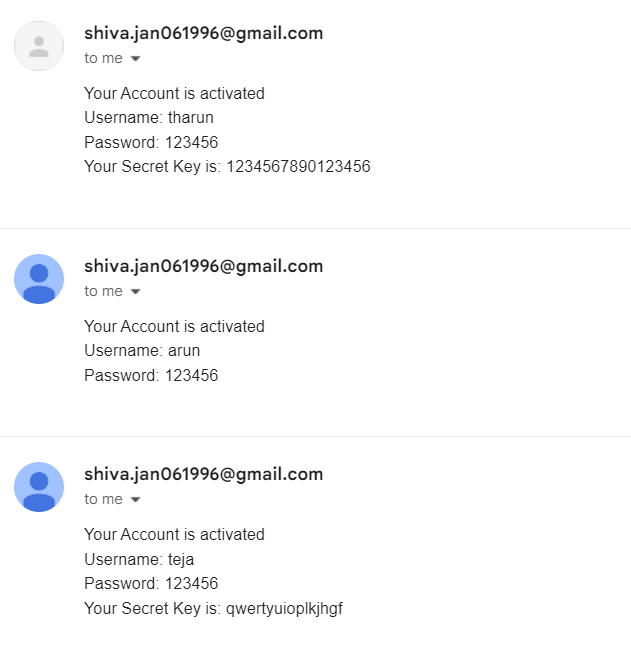 shiva.jan061996@gmail.com
to me
Your Account is activated
Username: tharun
Password: 123456
Your Secret Key is: 1234567890123456
shiva.jan061996@gmail.com
to me
Your Account is activated
Username: arun
Password: 123456
shiva.jan061996@gmail.com
to me
Your Account is activated
Username: teja
Password: 123456
Your Secret Key is: qwertyuioplkjhgf